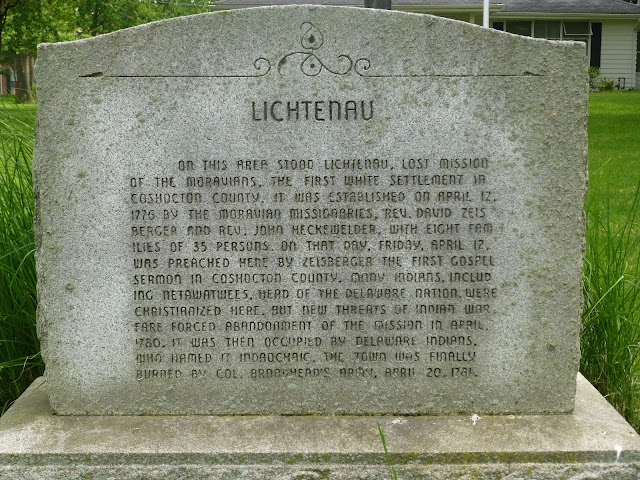 LICHTENAU
ON THIS AREA STOOD LICHTENAU, LOST MISSION
OF THE MORAVIANS, THE FIRST WHITE SETTLEMENT IN
COSHOCTON COUNTY. IT WAS ESTABLISHED ON APRIL 12,
1776 BY THE MORAVIAN MISSIONARIES, REV. DAVID ZEIS
BERGER AND REV. JOHN HECKEWELDER, WITH EIGHT FAM
ILIES OF 35 PERSONS. ON THAT DAY, FRIDAY, APRIL 12,
WAS PREACHED HERE BY ZEISBERGER THE FIRST GOSPEL
SERMON IN COSHOCTON COUNTY. MANY INDIANS, INCLUD
ING NETAWATWEES, HEAD OF THE DELAWARE NATION, WERE
CHRISTIANIZED HERE. BUT NEW THREATS OF INDIAN WAR
FARE FORCED ABANDONMENT OF THE MISSION IN APRIL,
1780. IT WAS THEN OCCUPIED BY DELAWARE INDIANS,
WHO NAMED IT INDAOCHAIC. THE TOWN WAS FINALLY
BURNED BY COL. BROADHEAD'S ARMY, APRIL 20, 1781.